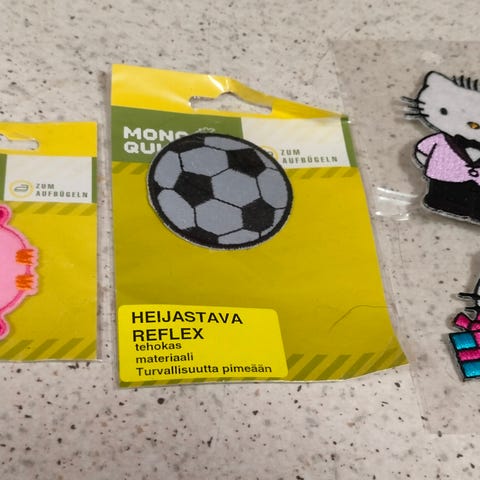 ZUM
AUFBÜGELN
MONO
QUI
ZUM
AUFBÜGELN
HEIJASTAVA
REFLEX
tehokas
materiaali
Turvallisuutta pimeään